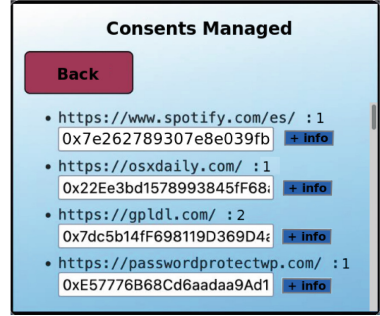 Consents Managed
Back
• https://www.spotify.com/es/ :1
0x7e262789307e8e039fb + info
• https://osxdaily.com/ :1
0x22Ee3bd1578993845fF68 + info
• https://gpldl.com/ :2
0x7dc5b14fF698119D369D4 + info
• https://passwordprotectwp.com/ :1
0xE57776B68Cd6aadaa9Ad1 + info